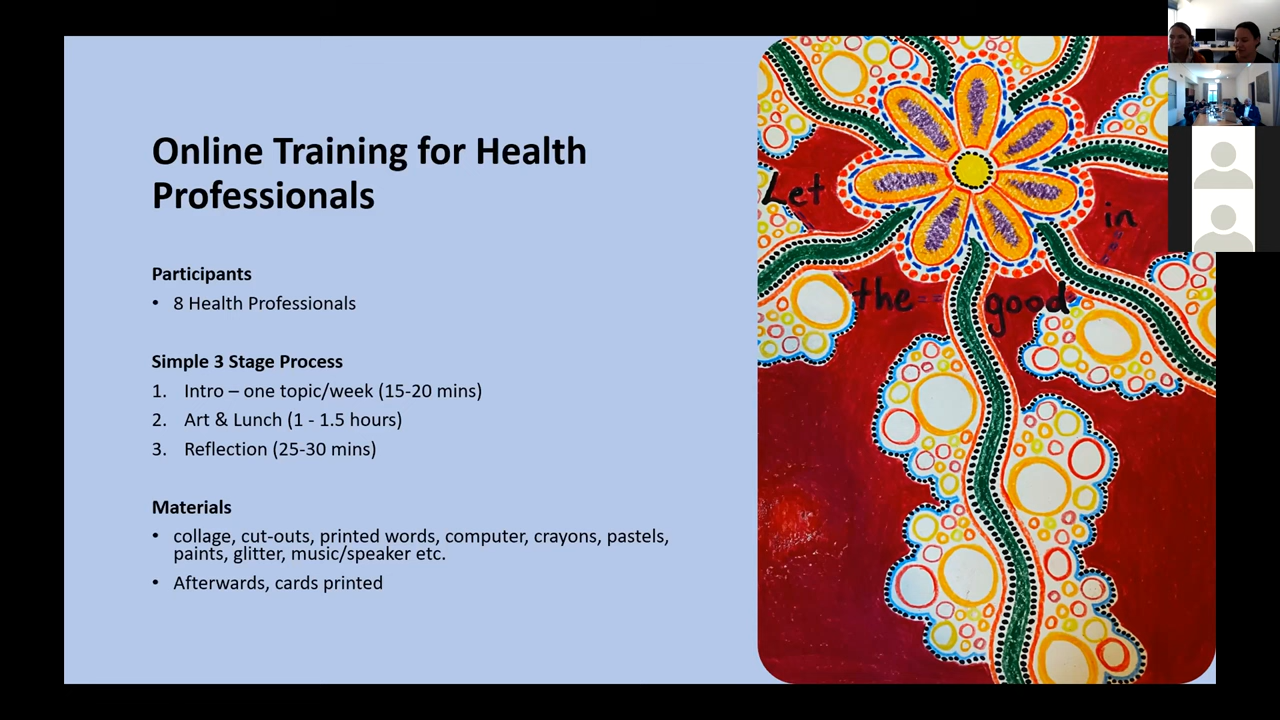 Online Training for Health
Professionals
Participants
• 8 Health Professionals
Simple 3 Stage Process
1. Intro – one topic/week (15-20 mins)
2. Art & Lunch (1 - 1.5 hours)
3. Reflection (25-30 mins)
Materials
• collage, cut-outs, printed words, computer, crayons, pastels,
paints, glitter, music/speaker etc.
• Afterwards, cards printed
Let in
the good